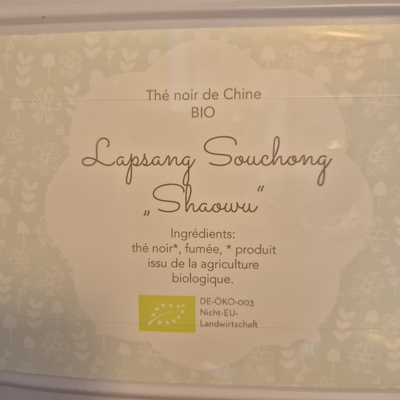 Thé noir de Chine
BIO
Lapsang Souchong
„Shaowu“
Ingrédients:
thé noir*, fumée, * produit
issu de la agriculture
biologique.
DE-ÖKO-003
Nicht-EU-
Landwirtschaft